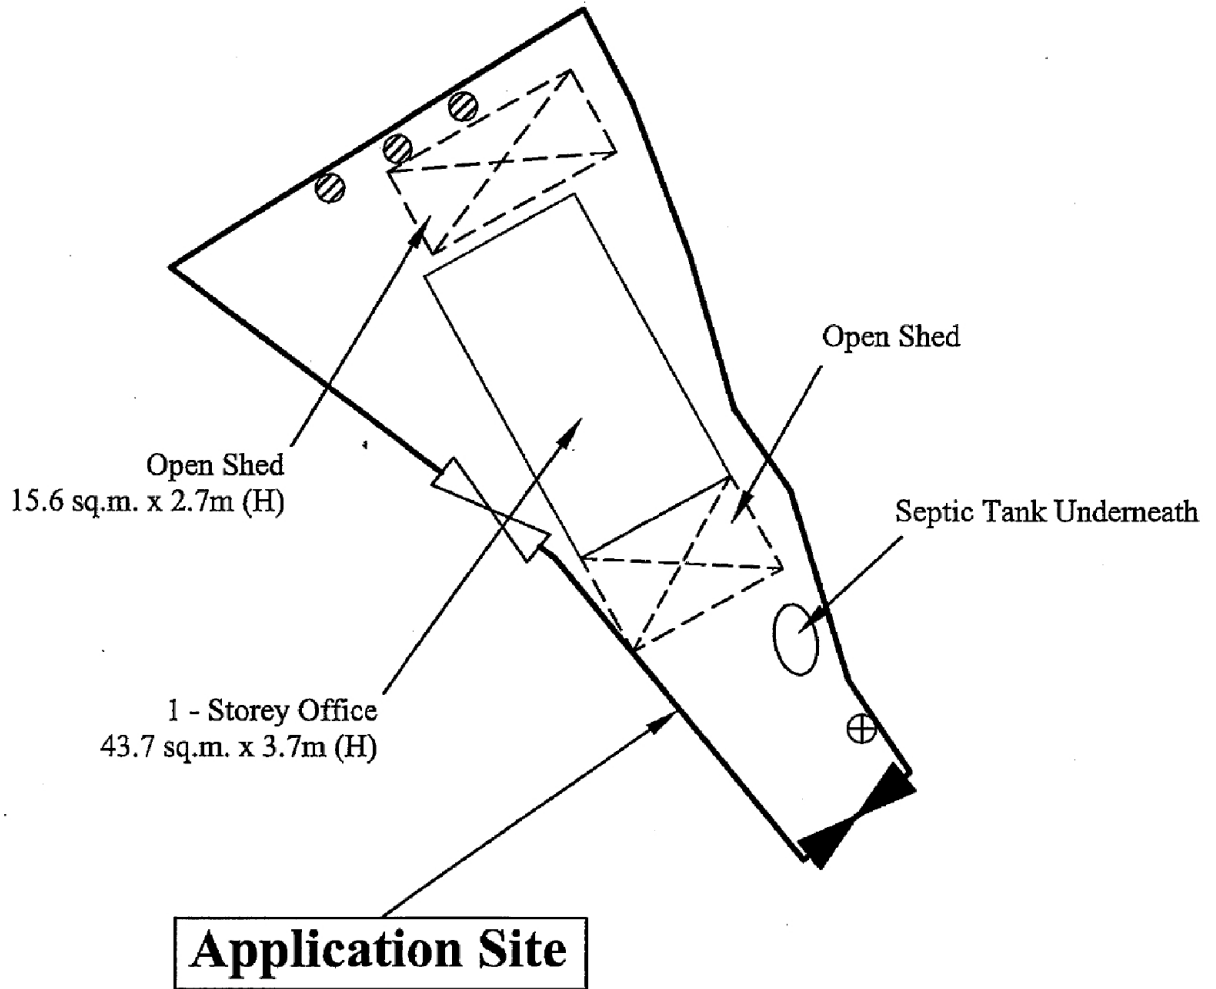 Open Shed
Open Shed
15.6 sq.m. x 2.7m (H)
Septic Tank Underneath
1 - Storey Office
43.7 sq.m. x 3.7m (H)
Application Site